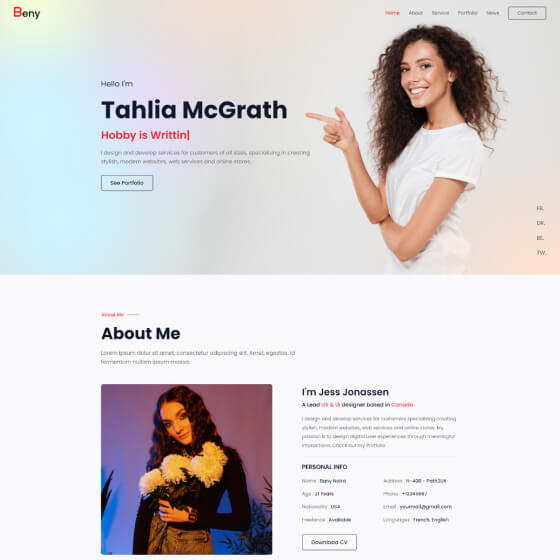 Beny
Home About Service Portfolio News Contact
Hello I'm
Tahlia McGrath
Hobby is Writtin|
I design and develop services for customers of all sizes, specializing in creating
stylish, modern websites, web services and online stores.
See Portfolio
FR.
DR.
BE.
TW.
About Me
About Me
Lorem ipsum dolor sit amet, consectetur adipiscing elit. Amet, egestas. Id
fermentum nullam ipsum massa.
I'm Jess Jonassen
A Lead UX & UI designer based in Canada.
I design and develop services for customers specializing creating
stylish, modern websites, web services and online stores. My
passion is to design digital user experiences through meaningful
interactions. Check out my Portfolio
PERSONAL INFO
Name : Dany Noira Address : H-400 - Path2UK
Age : 21 Years Phone :
Nationality : USA Email : yourmail@gmail.com
Freelance : Available Languages : French, English
Download CV